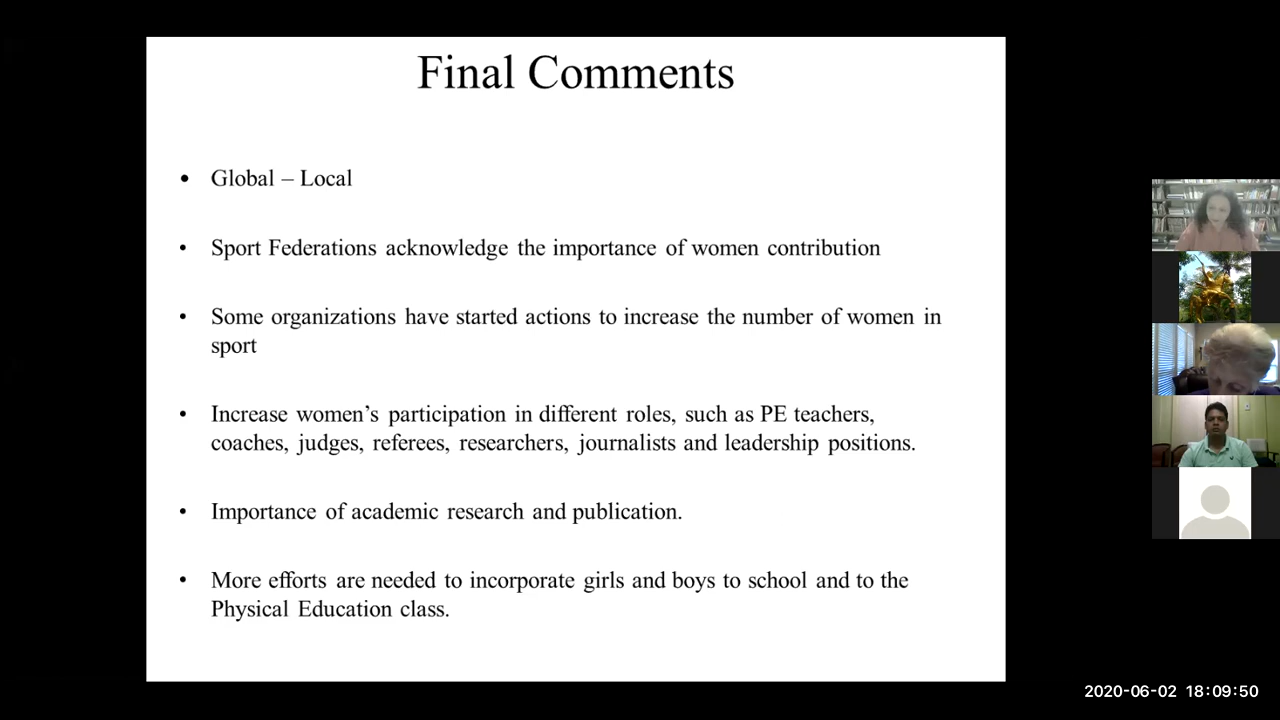 Final Comments
• Global – Local
• Sport Federations acknowledge the importance of women contribution
• Some organizations have started actions to increase the number of women in
sport
• Increase women’s participation in different roles, such as PE teachers,
coaches, judges, referees, researchers, journalists and leadership positions.
• Importance of academic research and publication.
• More efforts are needed to incorporate girls and boys to school and to the
Physical Education class.
2020-06-02 18:09:50